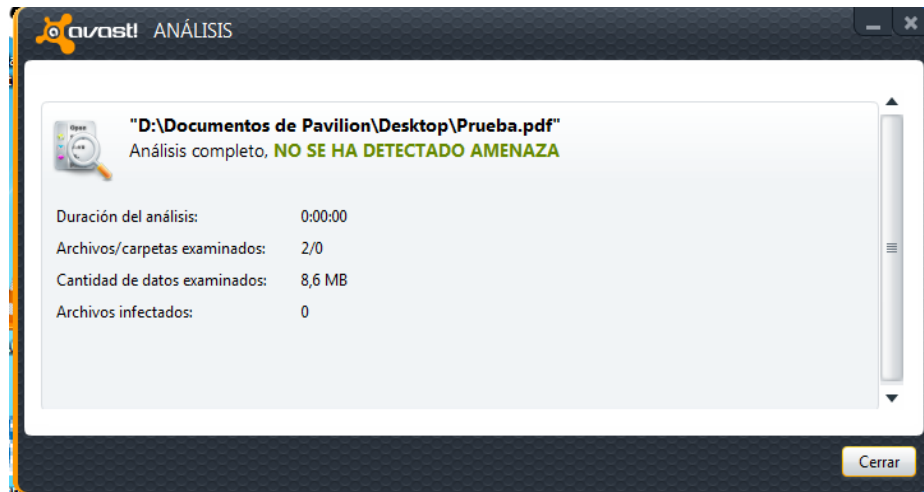 avast! ANÁLISIS
"D:\Documentos de Pavilion\Desktop\Prueba.pdf"
Análisis completo, NO SE HA DETECTADO AMENAZA
Duración del análisis: 0:00:00
Archivos/carpetas examinados: 2/0
Cantidad de datos examinados: 8,6 MB
Archivos infectados: 0
Cerrar